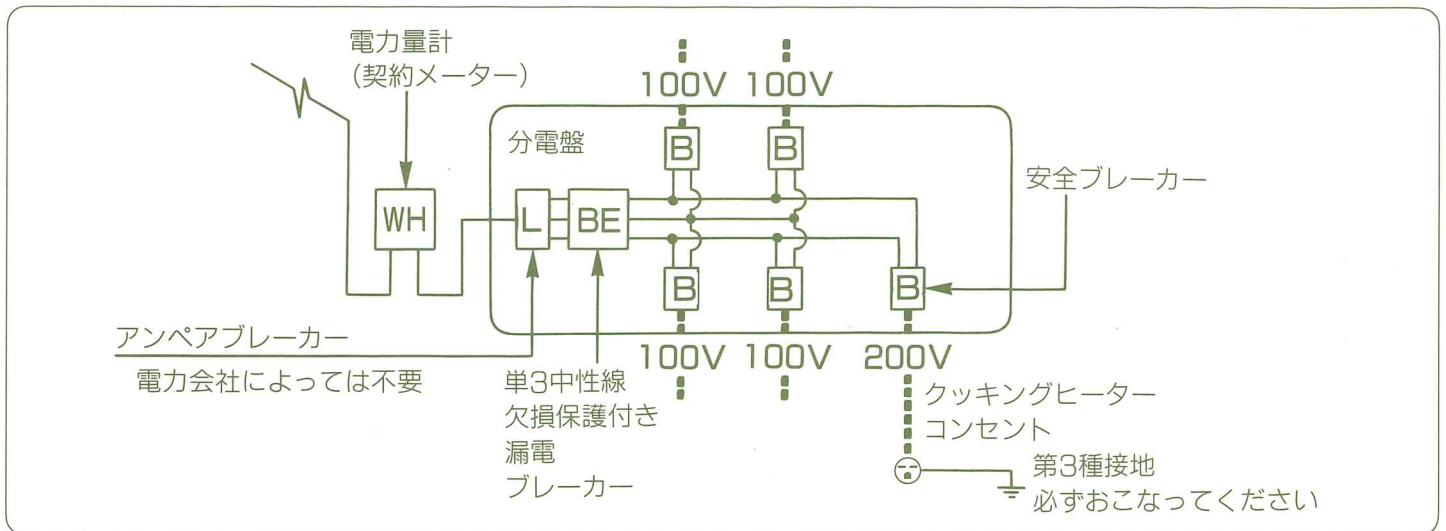 電力量計
(契約メーター)
100V 100V
分電盤
B B
安全ブレーカー
WH
L BE
B B B
アンペアブレーカー
電力会社によっては不要
100V 100V 200V
単3中性線
欠損保護付き
漏電
ブレーカー
クッキングヒーター
コンセント
第3種接地
必ずおこなってください